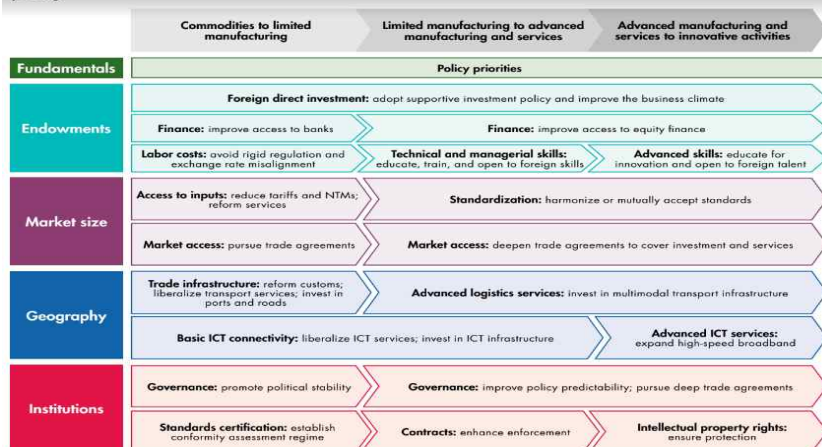 Commodities to limited
manufacturing
Limited manufacturing to advanced
manufacturing and services
Advanced manufacturing and
services to innovative activities
Fundamentals
Policy priorities
Endowments
Foreign direct investment: adopt supportive investment policy and improve the business climate
Finance: improve access to banks
Finance: improve access to equity finance
Labor costs: avoid rigid regulation and
exchange rate misalignment
Technical and managerial skills:
educate, train, and open to foreign skills
Advanced skills: educate for
innovation and open to foreign talent
Market size
Access to inputs: reduce tariffs and NTMs;
reform services
Standardization: harmonize or mutually accept standards
Market access: pursue trade agreements
Market access: deepen trade agreements to cover investment and services
Geography
Trade infrastructure: reform customs;
liberalize transport services; invest in
ports and roads
Advanced logistics services: invest in multimodal transport infrastructure
Basic ICT connectivity: liberalize ICT services; invest in ICT infrastructure
Advanced ICT services:
expand high-speed broadband
Institutions
Governance: promote political stability
Governance: improve policy predictability; pursue deep trade agreements
Standards certification: establish
conformity assessment regime
Contracts: enhance enforcement
Intellectual property rights:
ensure protection